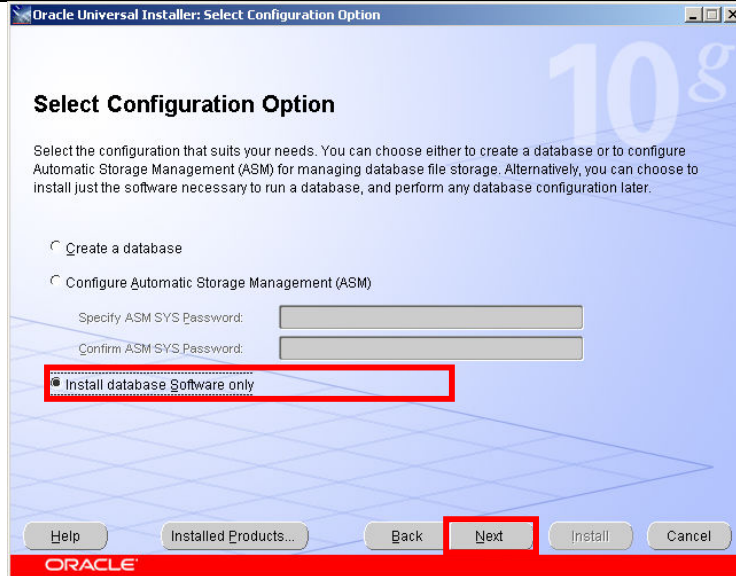 Oracle Universal Installer: Select Configuration Option
10g
Select Configuration Option
Select the configuration that suits your needs. You can choose either to create a database or to configure
Automatic Storage Management (ASM) for managing database file storage. Alternatively, you can choose to
install just the software necessary to run a database, and perform any database configuration later.
Create a database
Configure Automatic Storage Management (ASM)
Specify ASM SYS Password:
Confirm ASM SYS Password:
Install database Software only
Help Installed Products... Back Next Install Cancel
ORACLE